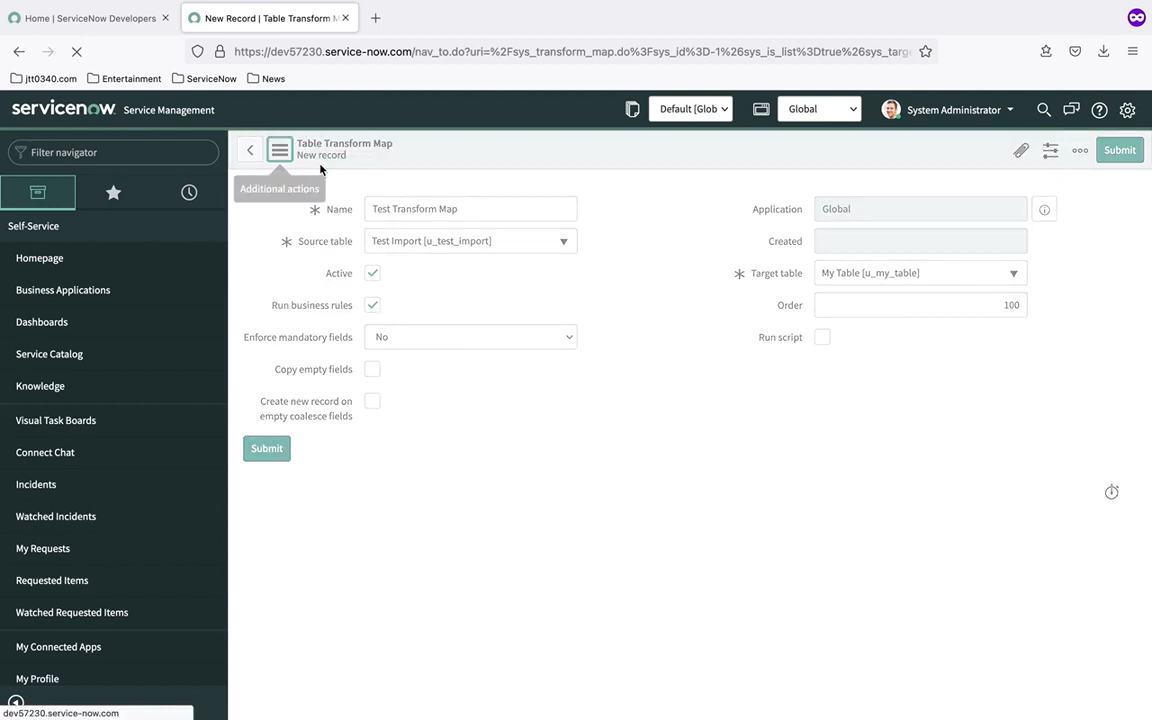 Home | ServiceNow Developers
New Record | Table Transform M
https://dev57230.service-now.com/nav_to.do?uri=%2Fsys_transform_map.do%3Fsys_id%3D-1%26sys_is_list%3Dtrue%26sys_targ
jtt0340.com
Entertainment
ServiceNow
News
servicenow Service Management
Default [Glob
Global
System Administrator
Filter navigator
Table Transform Map
New record
Submit
Additional actions
Self-Service
Homepage
Business Applications
Dashboards
Service Catalog
Knowledge
Visual Task Boards
Connect Chat
Incidents
Watched Incidents
My Requests
Requested Items
Watched Requested Items
My Connected Apps
My Profile
Name Test Transform Map
Source table Test Import [u_test_import]
Active
Run business rules
Enforce mandatory fields No
Copy empty fields
Create new record on
empty coalesce fields
Submit
Application Global
Created
Target table My Table [u_my_table]
Order 100
Run script
dev57230.service-now.com